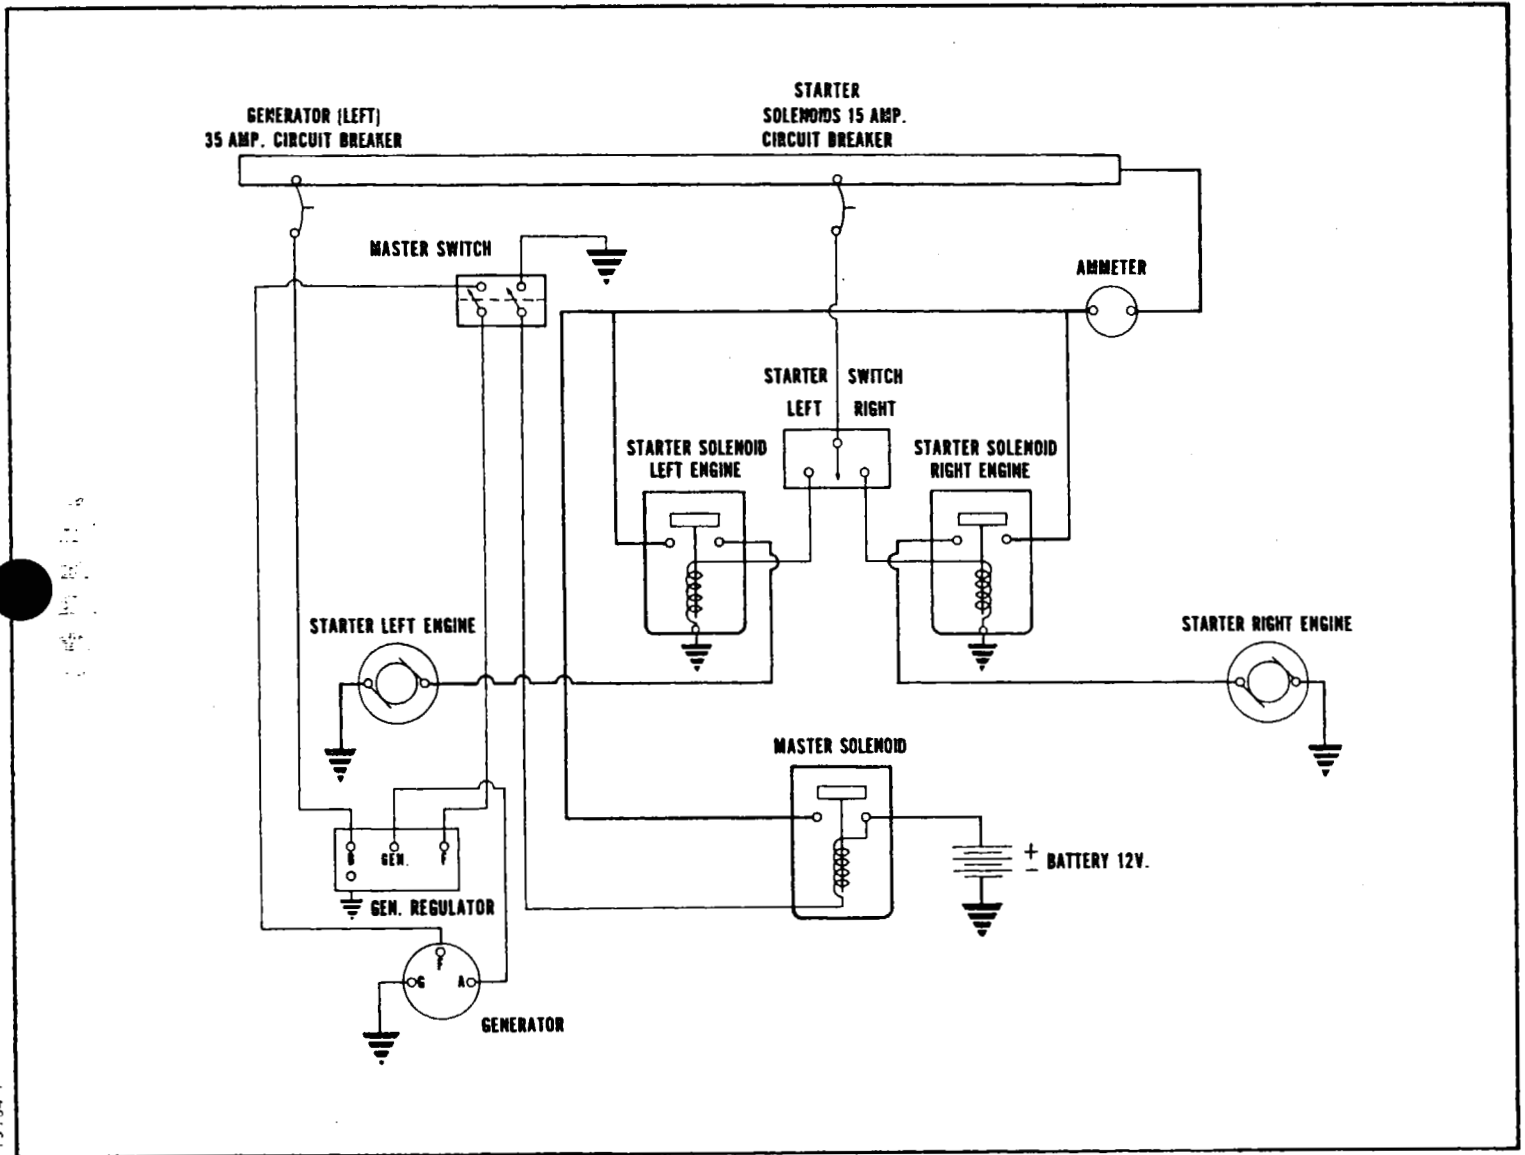 STARTER
SOLENOIDS 15 AMP.
CIRCUIT BREAKER
GENERATOR (LEFT)
35 AMP. CIRCUIT BREAKER
MASTER SWITCH
AMMETER
STARTER SWITCH
LEFT RIGHT
STARTER SOLENOID
LEFT ENGINE
STARTER SOLENOID
RIGHT ENGINE
STARTER LEFT ENGINE
STARTER RIGHT ENGINE
MASTER SOLENOID
+
−
BATTERY 12V.
B GEN. F
GEN. REGULATOR
F
G A
GENERATOR